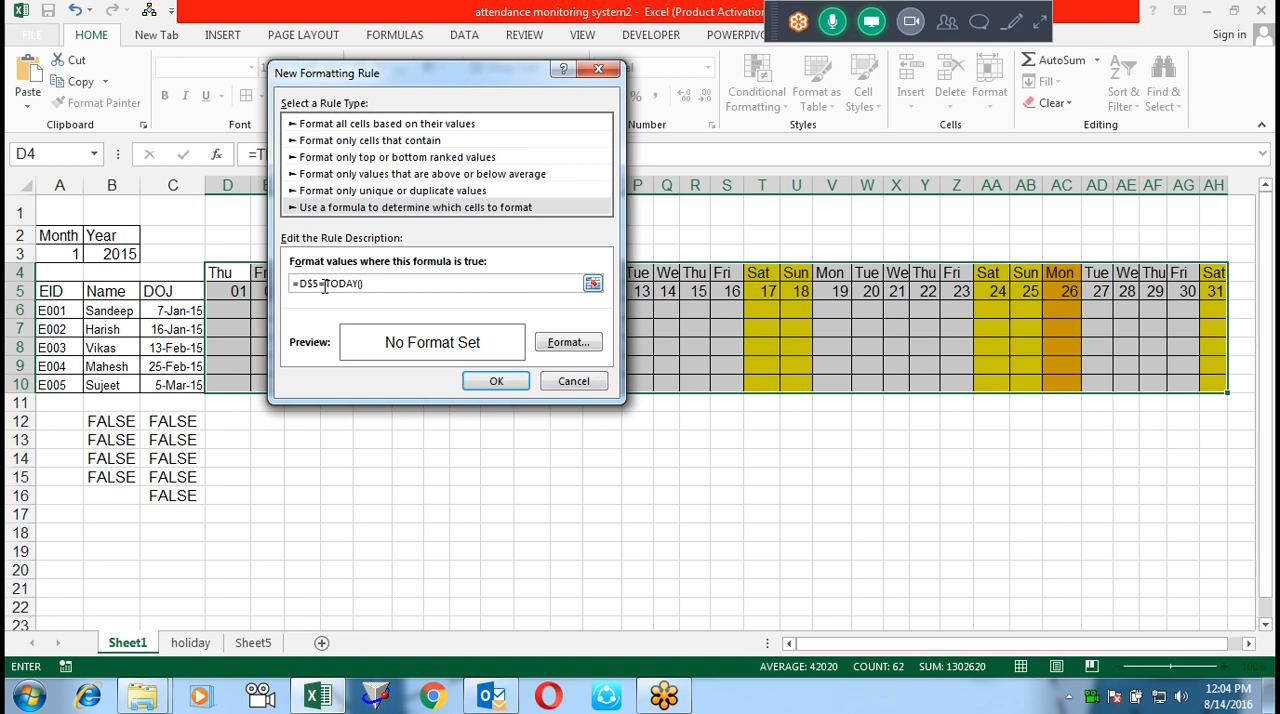 attendance monitoring system2 - Excel (Product Activation
Sign in
FILE HOME New Tab INSERT PAGE LAYOUT FORMULAS DATA REVIEW VIEW DEVELOPER POWERPIV
Paste
Cut
Copy
Format Painter
Clipboard
B I U
Font
%
Number
Conditional Formatting
Format as Table
Cell Styles
Styles
Insert
Delete
Format
Cells
AutoSum
Fill
Clear
Sort & Filter
Find & Select
Editing
D4
fx
New Formatting Rule
Select a Rule Type:
► Format all cells based on their values
► Format only cells that contain
► Format only top or bottom ranked values
► Format only values that are above or below average
► Format only unique or duplicate values
► Use a formula to determine which cells to format
Edit the Rule Description:
Format values where this formula is true:
=D$5=TODAY()
Preview:
No Format Set
Format...
OK
Cancel
A B C D P Q R S T U V W X Y Z AA AB AC AD AE AF AG AH
1
2 Month Year
3 1 2015
4 Thu Tue We Thu Fri Sat Sun Mon Tue We Thu Fri Sat Sun Mon Tue We Thu Fri Sat
5 EID Name DOJ 01 13 14 15 16 17 18 19 20 21 22 23 24 25 26 27 28 29 30 31
6 E001 Sandeep 7-Jan-15
7 E002 Harish 16-Jan-15
8 E003 Vikas 13-Feb-15
9 E004 Mahesh 25-Feb-15
10 E005 Sujeet 5-Mar-15
11
12 FALSE FALSE
13 FALSE FALSE
14 FALSE FALSE
15 FALSE FALSE
16 FALSE
17
18
19
20
21
22
23
Sheet1 holiday Sheet5
ENTER
AVERAGE: 42020 COUNT: 62 SUM: 1302620
100%
12:04 PM
8/14/2016